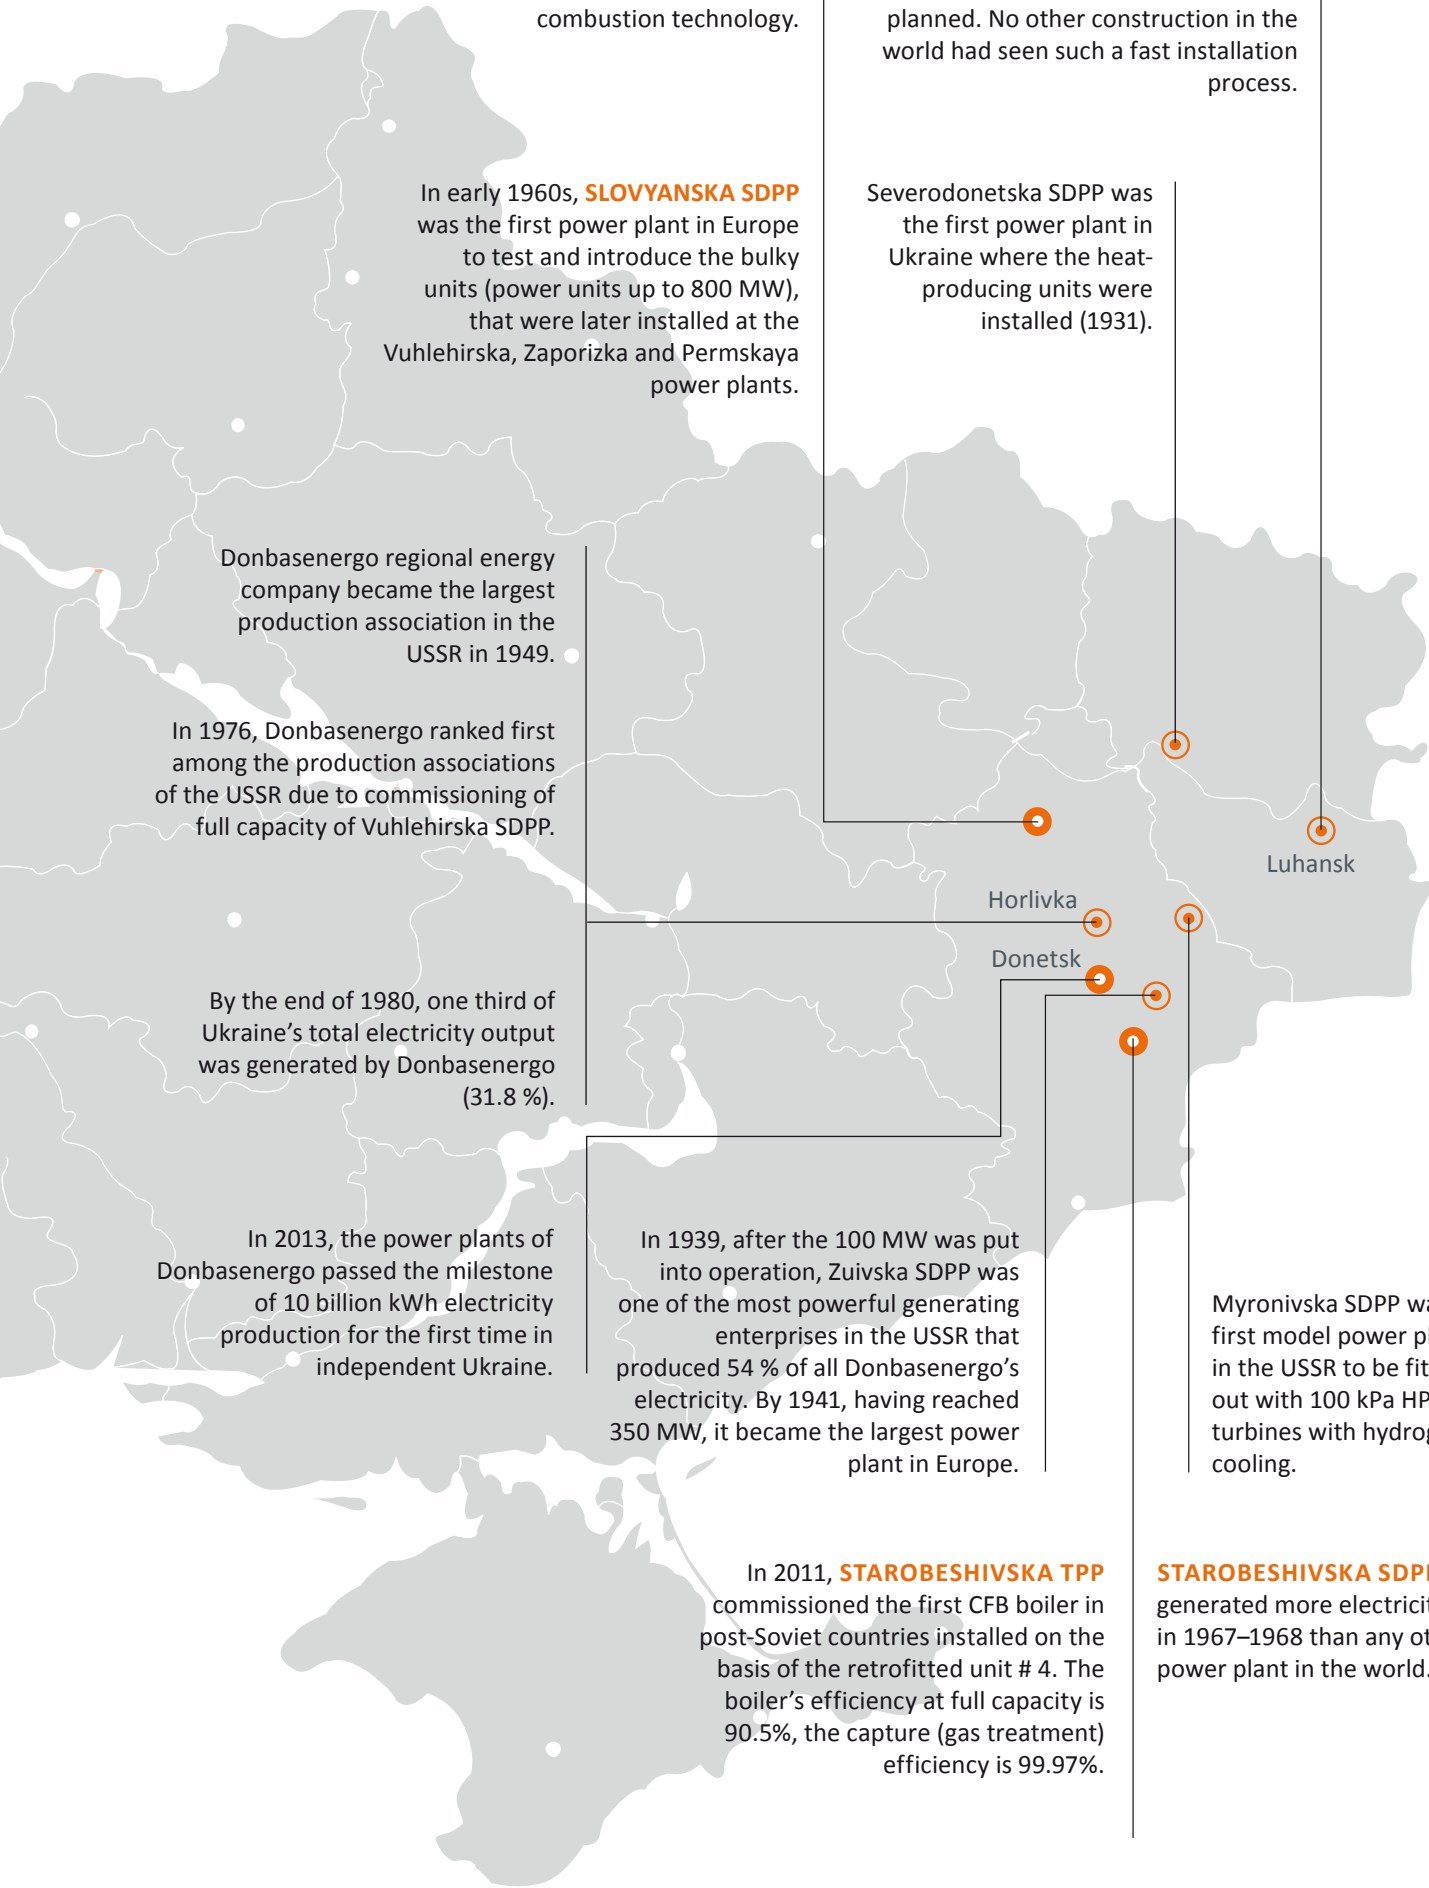 combustion technology.
planned. No other construction in the
world had seen such a fast installation
process.
In early 1960s, SLOVYANSKA SDPP
was the first power plant in Europe
to test and introduce the bulky
units (power units up to 800 MW),
that were later installed at the
Vuhlehirska, Zaporizka and Permskaya
power plants.
Severodonetska SDPP was
the first power plant in
Ukraine where the heat-
producing units were
installed (1931).
Donbasenergo regional energy
company became the largest
production association in the
USSR in 1949.
In 1976, Donbasenergo ranked first
among the production associations
of the USSR due to commissioning of
full capacity of Vuhlehirska SDPP.
Luhansk
Horlivka
Donetsk
By the end of 1980, one third of
Ukraine's total electricity output
was generated by Donbasenergo
(31.8 %).
In 2013, the power plants of
Donbasenergo passed the milestone
of 10 billion kWh electricity
production for the first time in
independent Ukraine.
In 1939, after the 100 MW was put
into operation, Zuivska SDPP was
one of the most powerful generating
enterprises in the USSR that
produced 54 % of all Donbasenergo's
electricity. By 1941, having reached
350 MW, it became the largest power
plant in Europe.
Myronivska SDPP
first model power
in the USSR to be
out with 100 kPa
turbines with
cooling.
In 2011, STAROBESHIVSKA TPP
commissioned the first CFB boiler in
post-Soviet countries installed on the
basis of the retrofitted unit # 4. The
boiler's efficiency at full capacity is
90.5%, the capture (gas treatment)
efficiency is 99.97%.
STAROBESHIVSKA
generated more
in 1967–1968 than any
power plant in the world.